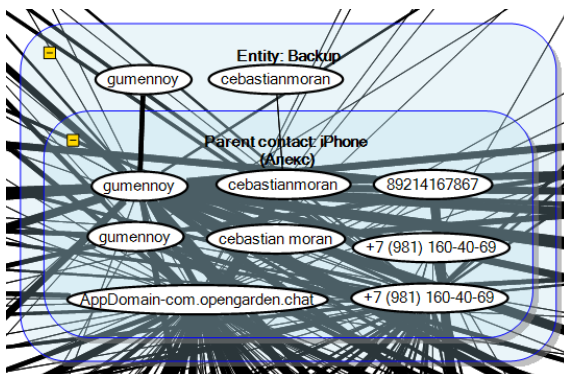 Entity: Backup
gumennoy
cebastianmoran
Parent contact: iPhone
(Алекс)
gumennoy
cebastianmoran
89214167867
gumennoy
cebastian moran
+7 (981) 160-40-69
AppDomain-com.opengarden.chat
+7 (981) 160-40-69